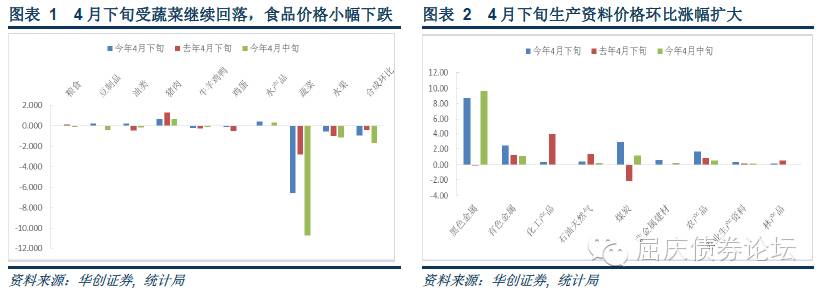 图表 1 4月下旬受蔬菜继续回落，食品价格小幅下跌
今年4月下旬 去年4月下旬 今年4月中旬
粮食 豆制品 油类 猪肉 牛羊鸡鸭 鸡蛋 水产品 蔬菜 水果 合成环比
2.000
0.000
-2.000
-4.000
-6.000
-8.000
-10.000
-12.000
资料来源：华创证券，统计局
图表 2 4月下旬生产资料价格环比涨幅扩大
今年4月下旬 去年4月下旬 今年4月中旬
12.00
10.00
8.00
6.00
4.00
2.00
0.00
-2.00
-4.00
黑色金属 有色金属 化工产品 石油天然气 煤炭 非金属建材 农产品 农业生产资料 林产品
资料来源：华创证券，统计局
屈庆债券论坛